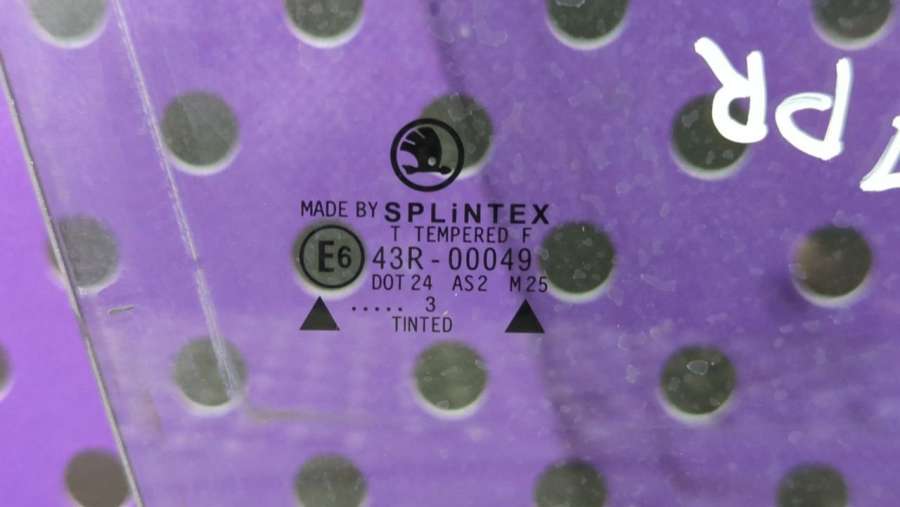 MADE BY SPLiNTEX
T TEMPERED F
E6 43R-00049
DOT 24 AS2 M25
..... 3
TINTED
PR